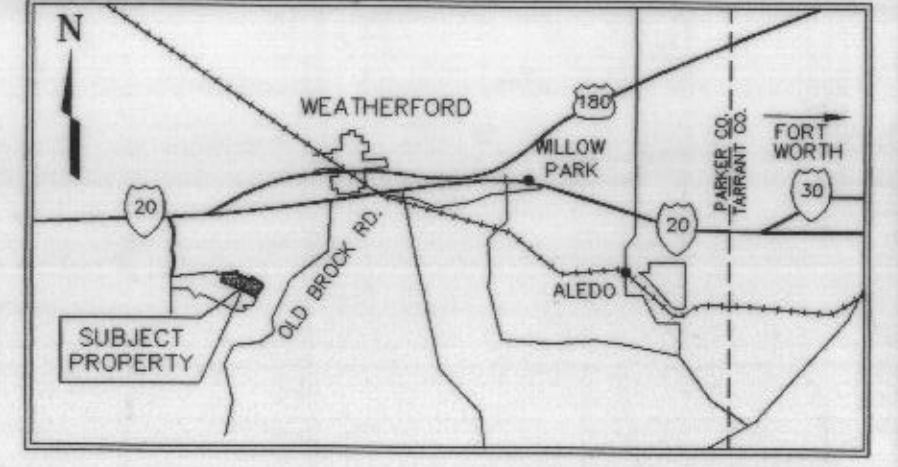 N
WEATHERFORD
180
WILLOW
PARK
PARKER CO.
TARRANT CO.
FORT
WORTH
30
20
20
OLD BROCK RD.
ALEDO
SUBJECT
PROPERTY